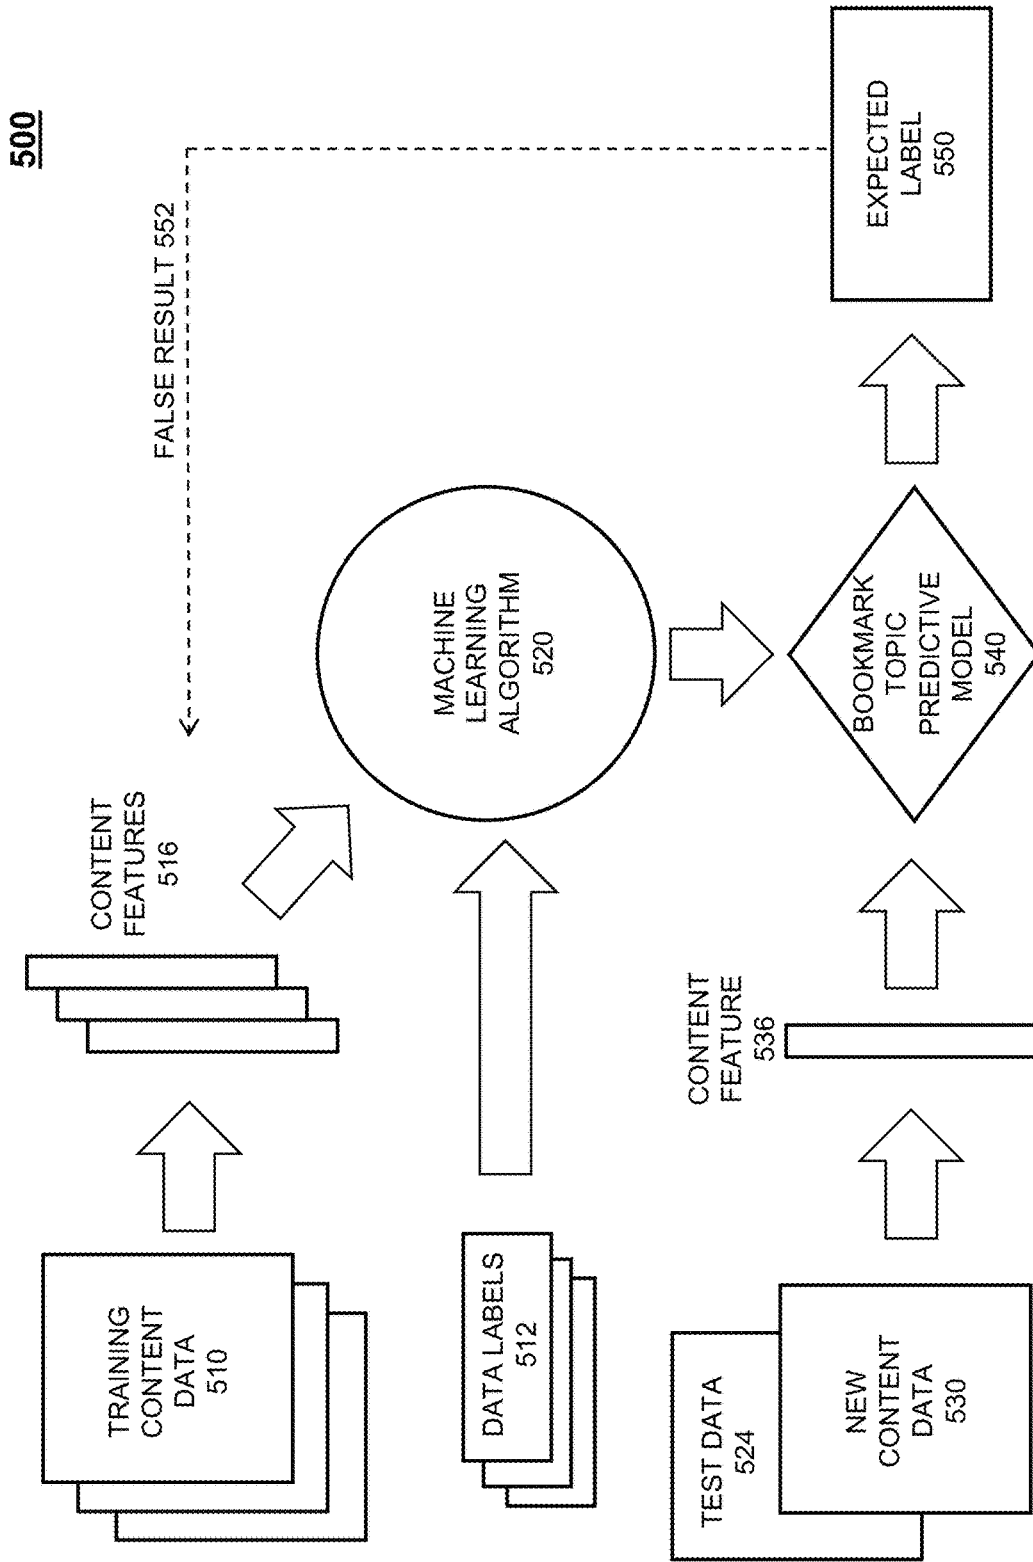 500
FALSE RESULT 552
TRAINING
CONTENT
DATA
510
CONTENT
FEATURES
516
DATA LABELS
512
MACHINE
LEARNING
ALGORITHM
520
TEST DATA
524
NEW
CONTENT
DATA
530
CONTENT
FEATURE
536
BOOKMARK
TOPIC
PREDICTIVE
MODEL
540
EXPECTED
LABEL
550